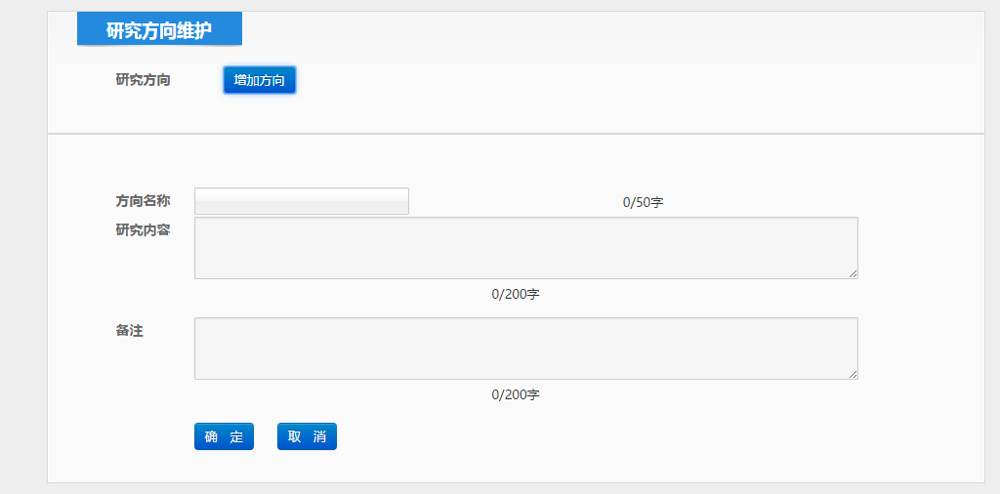 研究方向维护
研究方向 增加方向
方向名称 0/50字
研究内容
0/200字
备注
0/200字
确 定 取 消